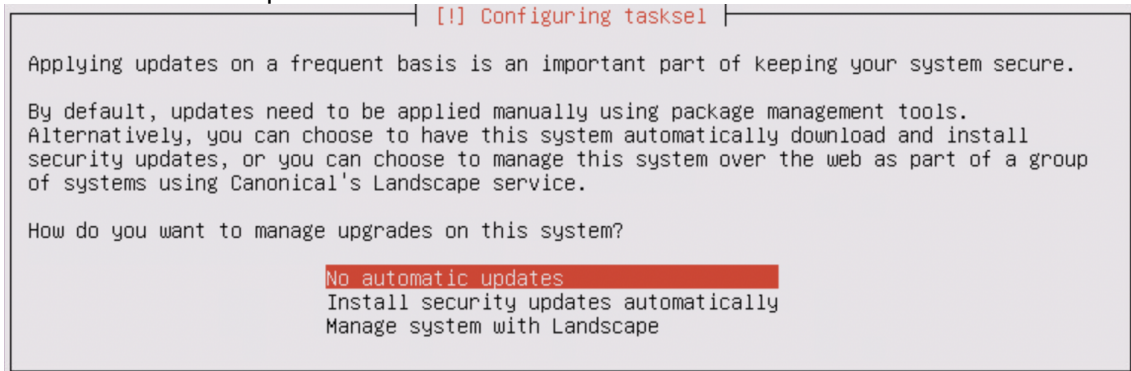 [!] Configuring tasksel
Applying updates on a frequent basis is an important part of keeping your system secure.
By default, updates need to be applied manually using package management tools.
Alternatively, you can choose to have this system automatically download and install
security updates, or you can choose to manage this system over the web as part of a group
of systems using Canonical's Landscape service.
How do you want to manage upgrades on this system?
No automatic updates
Install security updates automatically
Manage system with Landscape